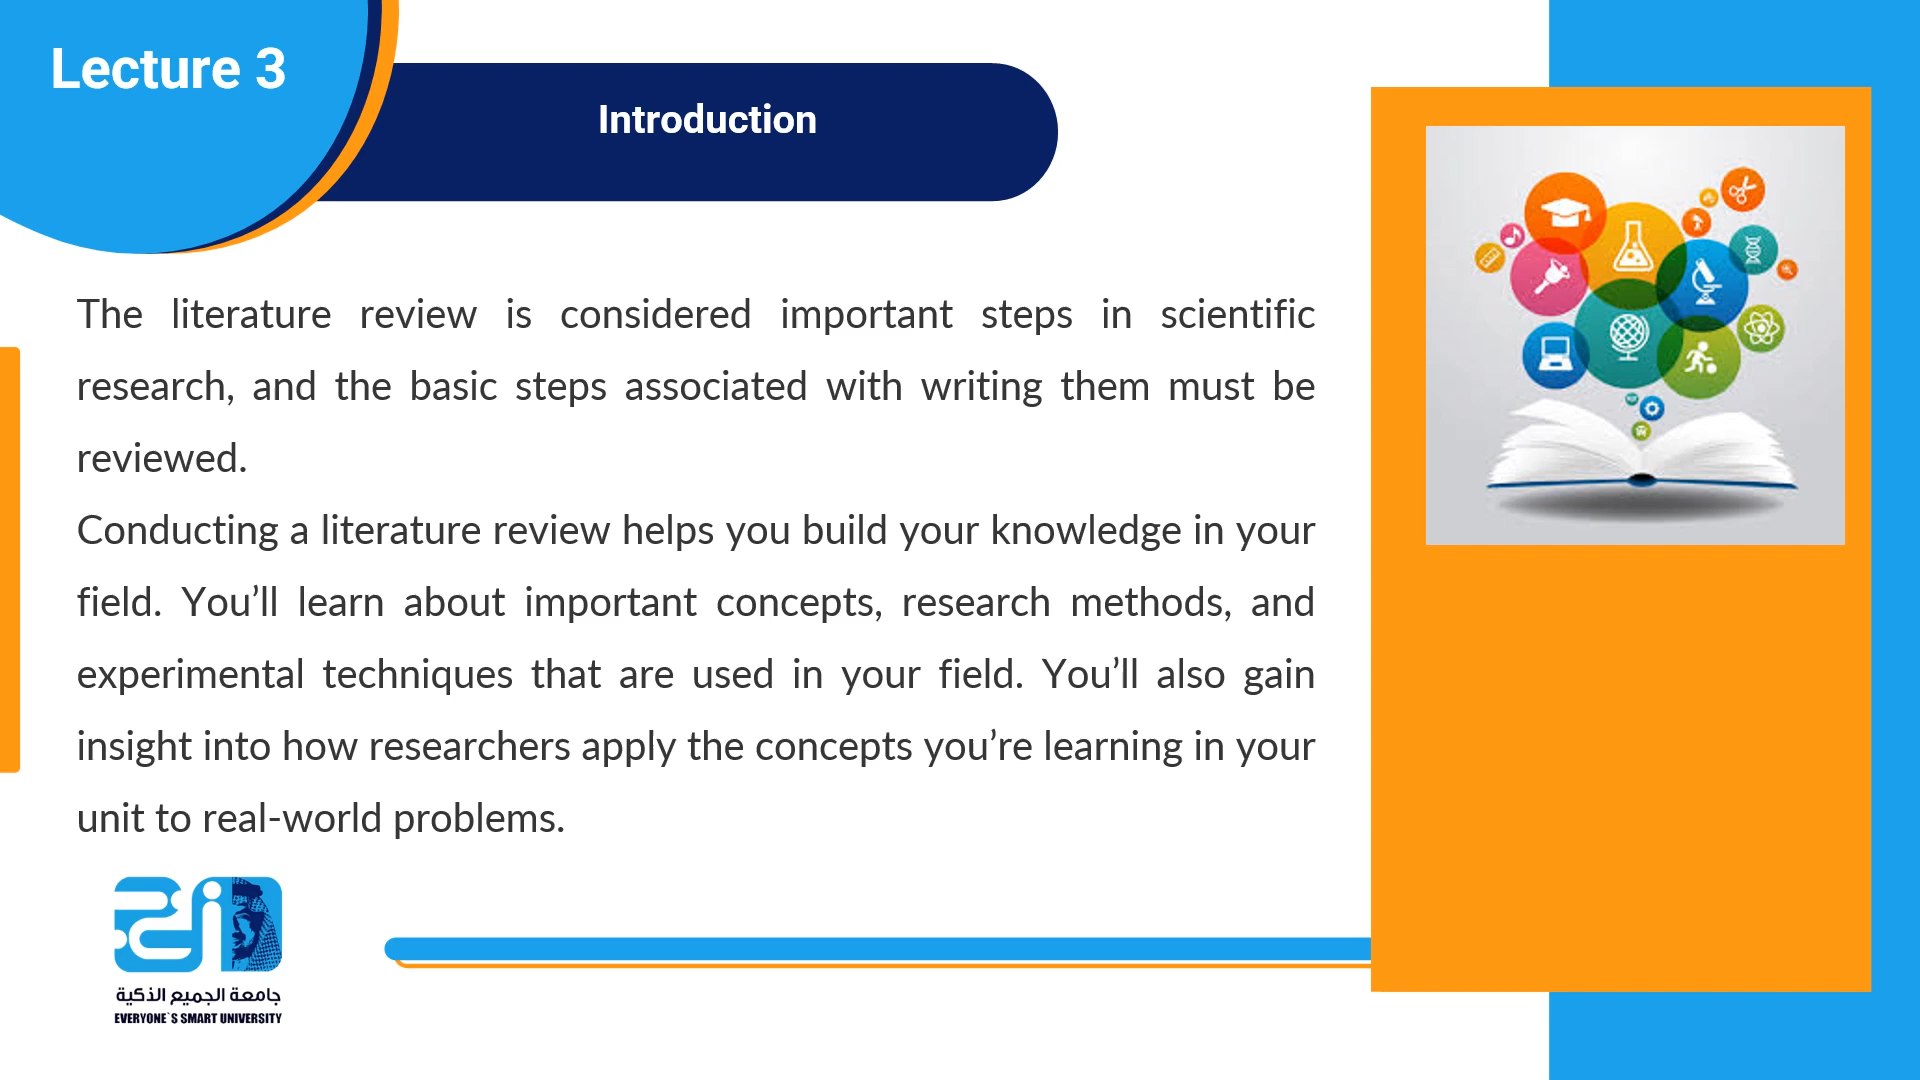 Lecture 3
Introduction
The literature review is considered important steps in scientific
research, and the basic steps associated with writing them must be
reviewed.
Conducting a literature review helps you build your knowledge in your
field. You’ll learn about important concepts, research methods, and
experimental techniques that are used in your field. You’ll also gain
insight into how researchers apply the concepts you’re learning in your
unit to real-world problems.
جامعة الجميع الذكية
EVERYONE`S SMART UNIVERSITY